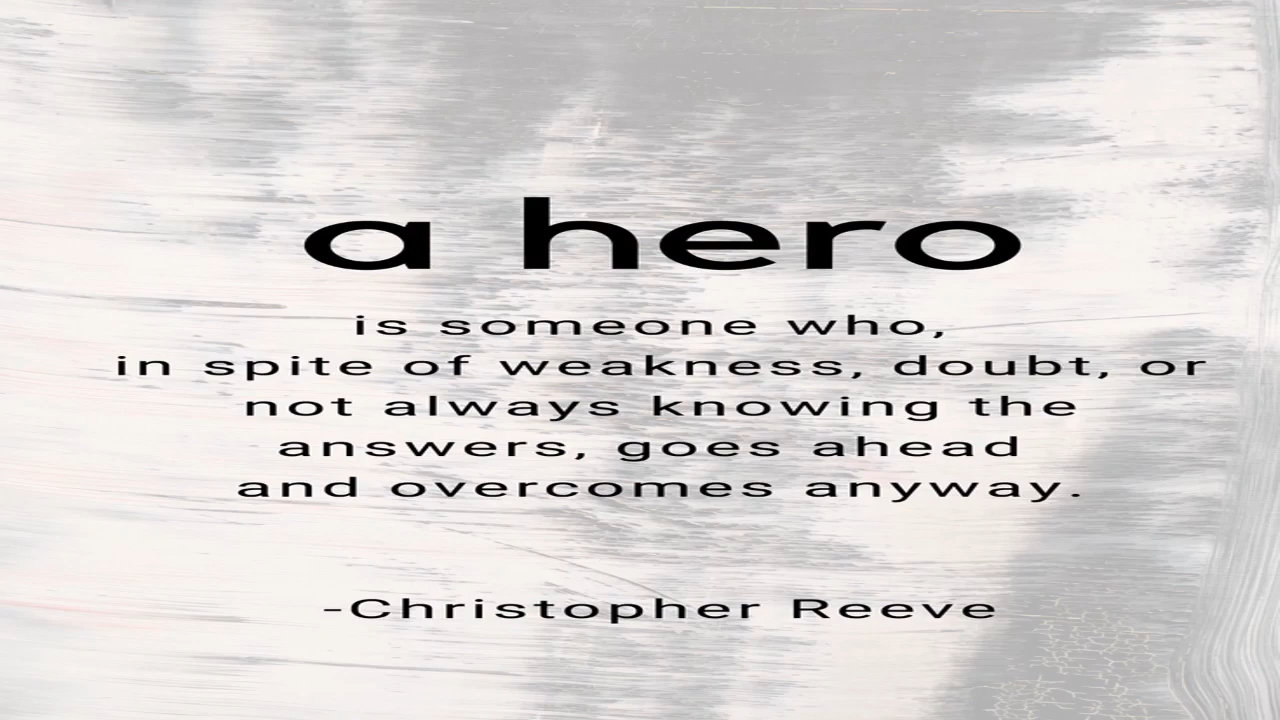 a hero
is someone who,
in spite of weakness, doubt, or
not always knowing the
answers, goes ahead
and overcomes anyway.
-Christopher Reeve